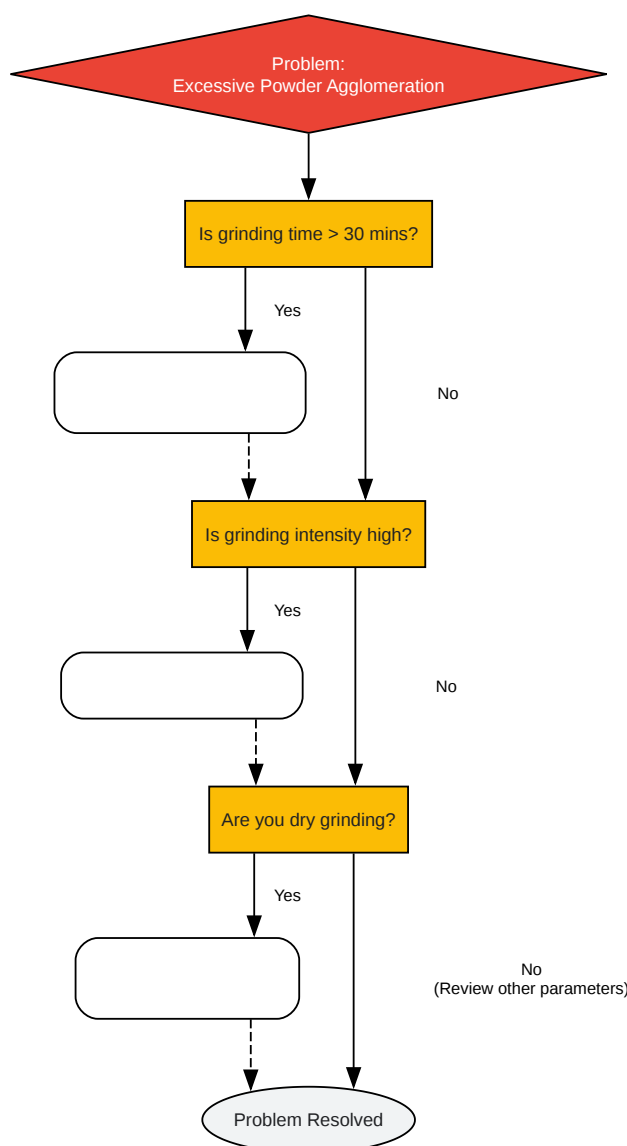 Problem:
Excessive Powder Agglomeration
Is grinding time > 30 mins?
Yes
No
Is grinding intensity high?
Yes
No
Are you dry grinding?
Yes
No
(Review other parameters)
Problem Resolved